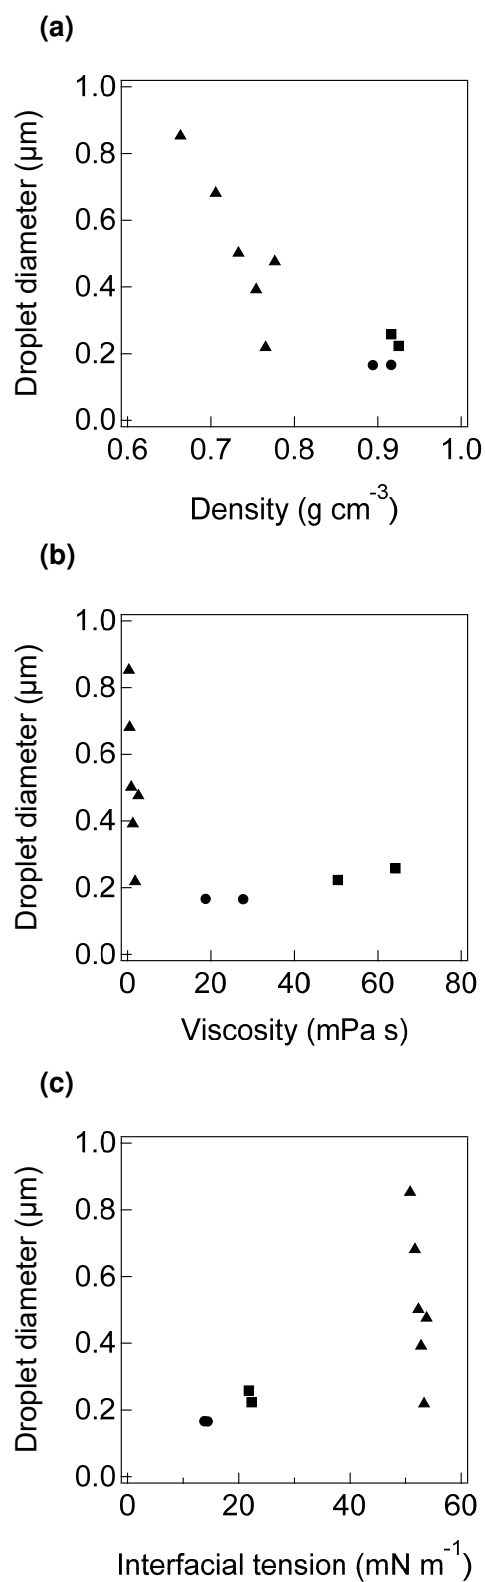 (a)
Droplet diameter (μm)
1.0
0.8
0.6
0.4
0.2
0.0
0.6 0.7 0.8 0.9 1.0
Density (g cm⁻³)
(b)
Droplet diameter (μm)
1.0
0.8
0.6
0.4
0.2
0.0
0 20 40 60 80
Viscosity (mPa s)
(c)
Droplet diameter (μm)
1.0
0.8
0.6
0.4
0.2
0.0
0 20 40 60
Interfacial tension (mN m⁻¹)